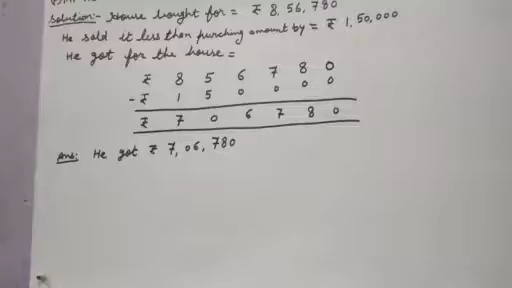 Solution:- House bought for = ₹ 8,56,780
He sold it less than purching amount by = ₹ 1,50,000
He got for the house =
₹ 8 5 6 7 8 0
- ₹ 1 5 0 0 0 0
₹ 7 0 6 7 8 0
Ans: He got ₹ 7,06,780